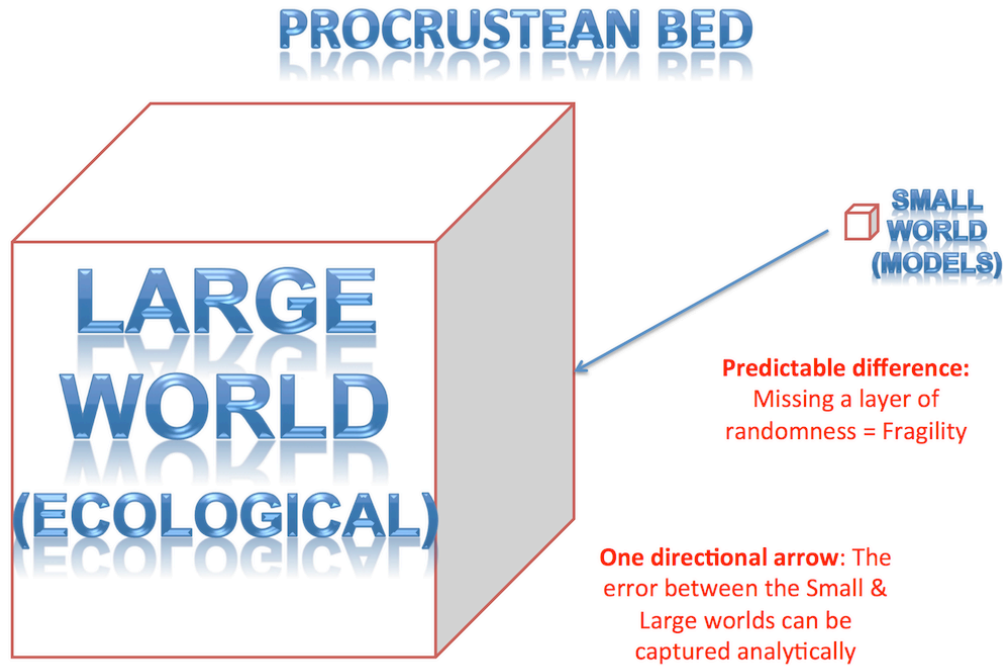 PROCRUSTEAN BED
LARGE
WORLD
(ECOLOGICAL)
SMALL
WORLD
(MODELS)
Predictable difference:
Missing a layer of
randomness = Fragility
One directional arrow: The
error between the Small &
Large worlds can be
captured analytically